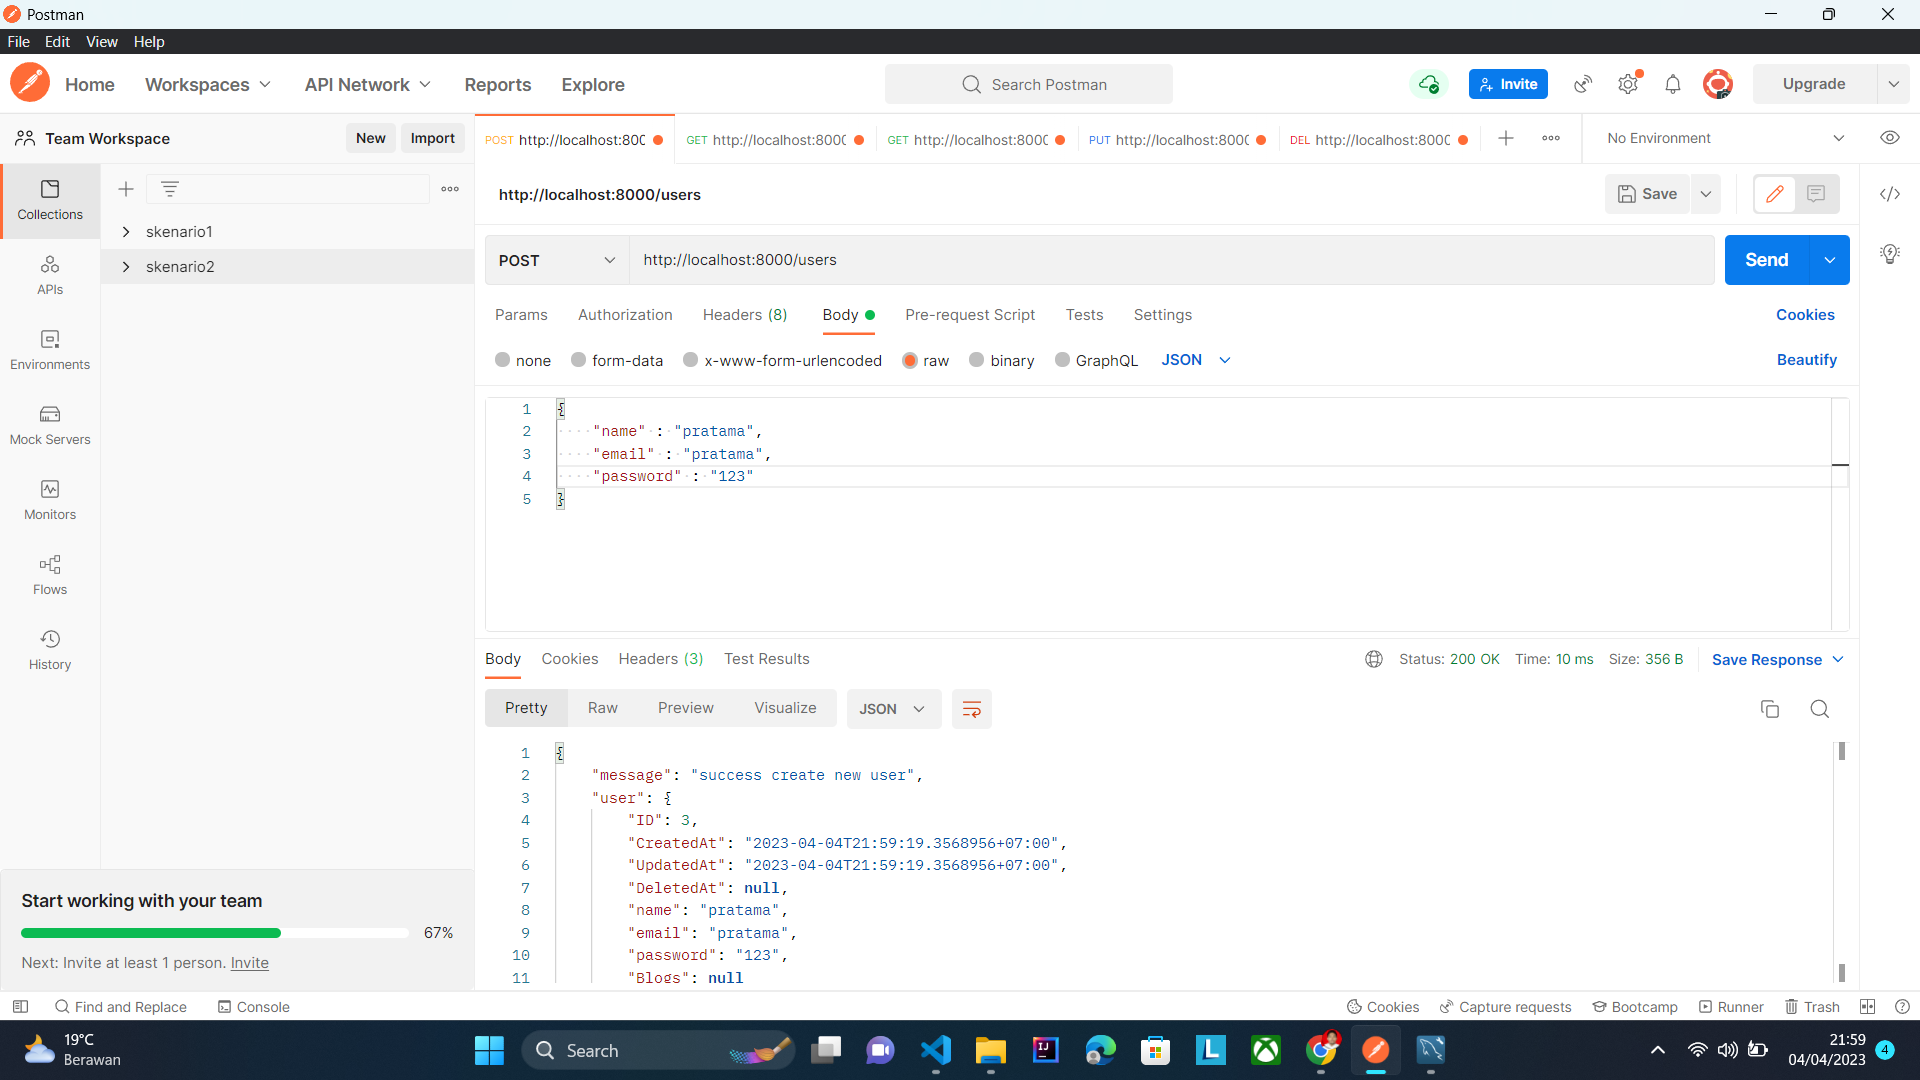 Postman
File Edit View Help
Home Workspaces API Network Reports Explore
Search Postman
Invite
Upgrade
Team Workspace
New Import
POST http://localhost:800
GET http://localhost:800
GET http://localhost:800
PUT http://localhost:800
DEL http://localhost:800
No Environment
Collections
APIs
Environments
Mock Servers
Monitors
Flows
History
skenario1
skenario2
http://localhost:8000/users
Save
POST http://localhost:8000/users
Send
Params Authorization Headers (8) Body Pre-request Script Tests Settings
Cookies
none form-data x-www-form-urlencoded raw binary GraphQL JSON
Beautify
1 {
2 "name" : "pratama",
3 "email" : "pratama",
4 "password" : "123"
5 }
Body Cookies Headers (3) Test Results
Status: 200 OK Time: 10 ms Size: 356 B
Save Response
Pretty Raw Preview Visualize JSON
1 {
2 "message": "success create new user",
3 "user": {
4 "ID": 3,
5 "CreatedAt": "2023-04-04T21:59:19.3568956+07:00",
6 "UpdatedAt": "2023-04-04T21:59:19.3568956+07:00",
7 "DeletedAt": null,
8 "name": "pratama",
9 "email": "pratama",
10 "password": "123",
11 "Blogs": null
Start working with your team
67%
Next: Invite at least 1 person. Invite
Find and Replace Console
Cookies Capture requests Bootcamp Runner Trash
19°C
Berawan
Search
IJ
L
21:59
04/04/2023
4